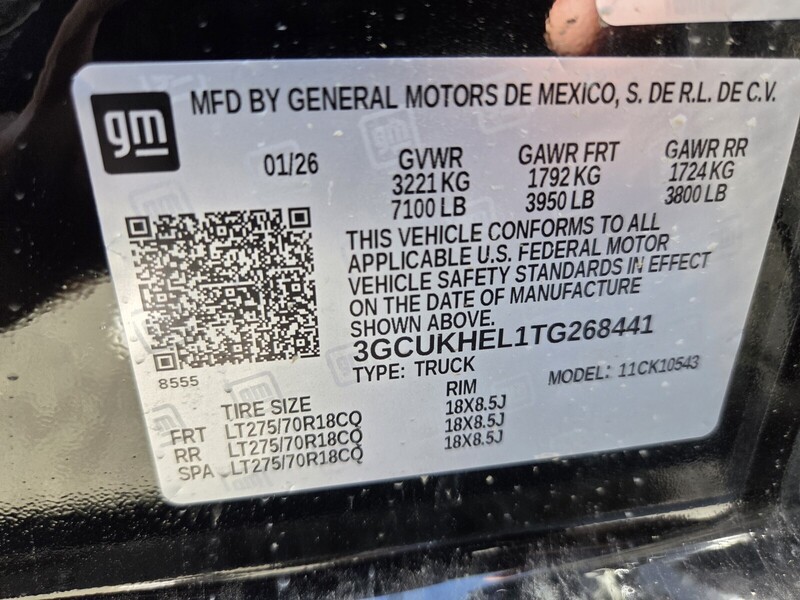 gm
MFD BY GENERAL MOTORS DE MEXICO, S. DE R.L. DE C.V.
01/26
GVWR GAWR FRT GAWR RR
3221 KG 1792 KG 1724 KG
7100 LB 3950 LB 3800 LB
THIS VEHICLE CONFORMS TO ALL
APPLICABLE U.S. FEDERAL MOTOR
VEHICLE SAFETY STANDARDS IN EFFECT
ON THE DATE OF MANUFACTURE
SHOWN ABOVE.
3GCUKHEL1TG268441
8555
TYPE: TRUCK MODEL: 11CK10543
TIRE SIZE RIM
FRT LT275/70R18CQ 18X8.5J
RR LT275/70R18CQ 18X8.5J
SPA LT275/70R18CQ 18X8.5J